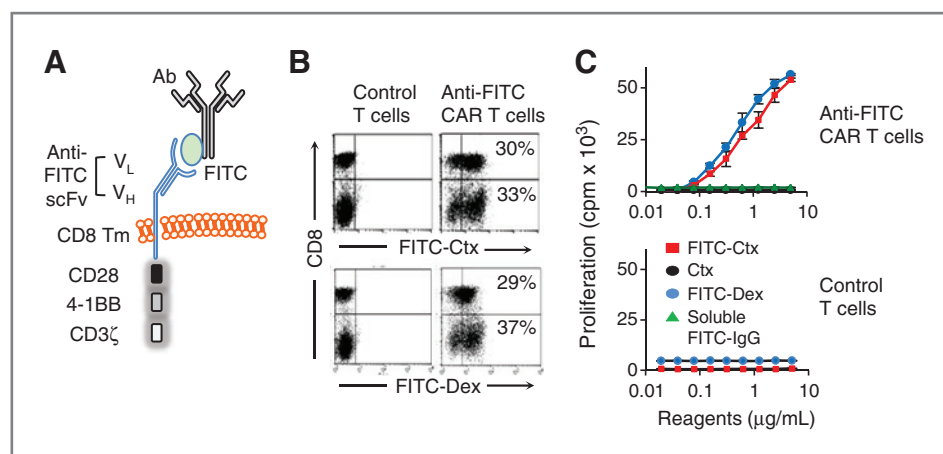 A
Ab
Anti-
FITC
scFv
V_L
V_H
FITC
CD8 Tm
CD28
4-1BB
CD3ζ
B
Control
T cells
Anti-FITC
CAR T cells
30%
33%
FITC-Ctx
CD8
29%
37%
FITC-Dex
C
Proliferation (cpm x 10³)
50
25
0
0.01
0.1
1
10
Anti-FITC
CAR T cells
50
25
0
FITC-Ctx
Ctx
FITC-Dex
Soluble
FITC-IgG
Control
T cells
0.01
0.1
1
10
Reagents (μg/mL)